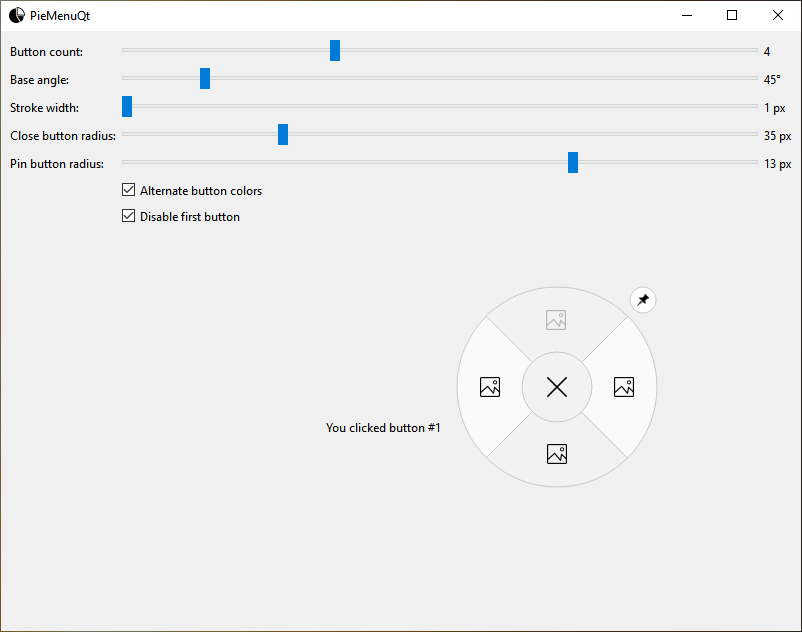 PieMenuQt
Button count: 4
Base angle: 45°
Stroke width: 1 px
Close button radius: 35 px
Pin button radius: 13 px
Alternate button colors
Disable first button
You clicked button #1